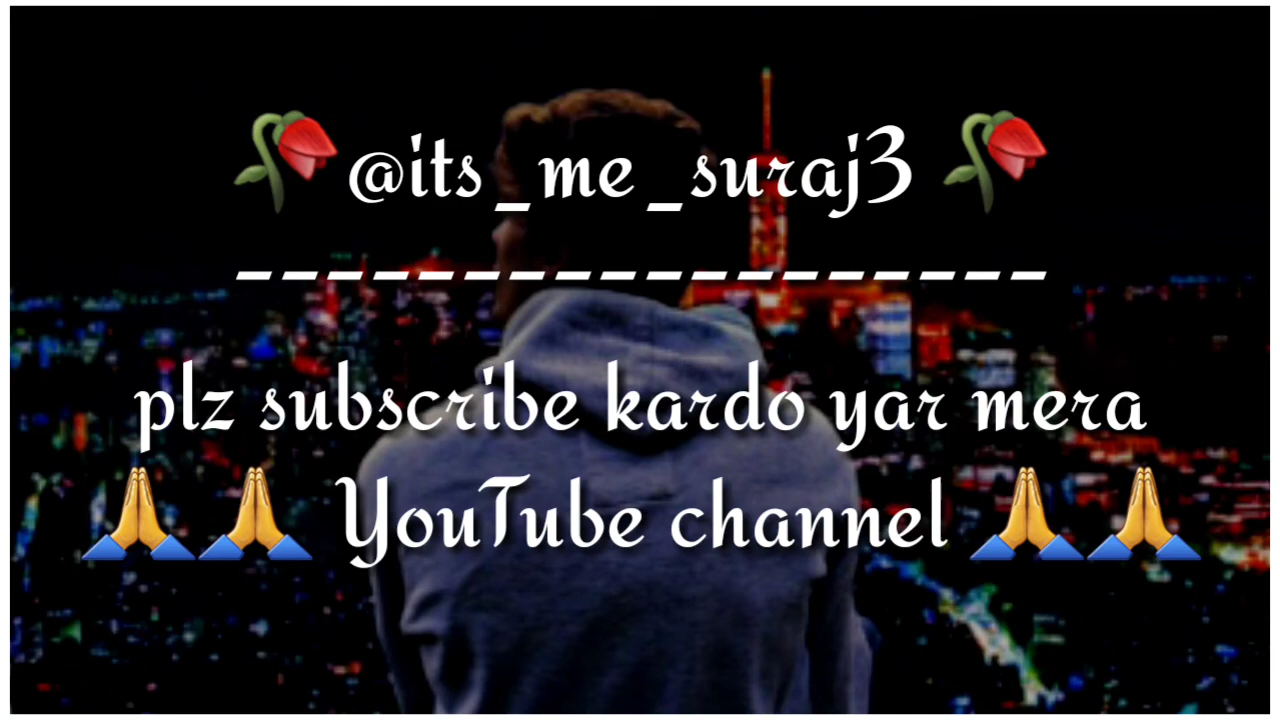 🥀 @its_me_suraj3 🥀
------------------
plz subscribe kardo yar mera
🙏🙏 YouTube channel 🙏🙏